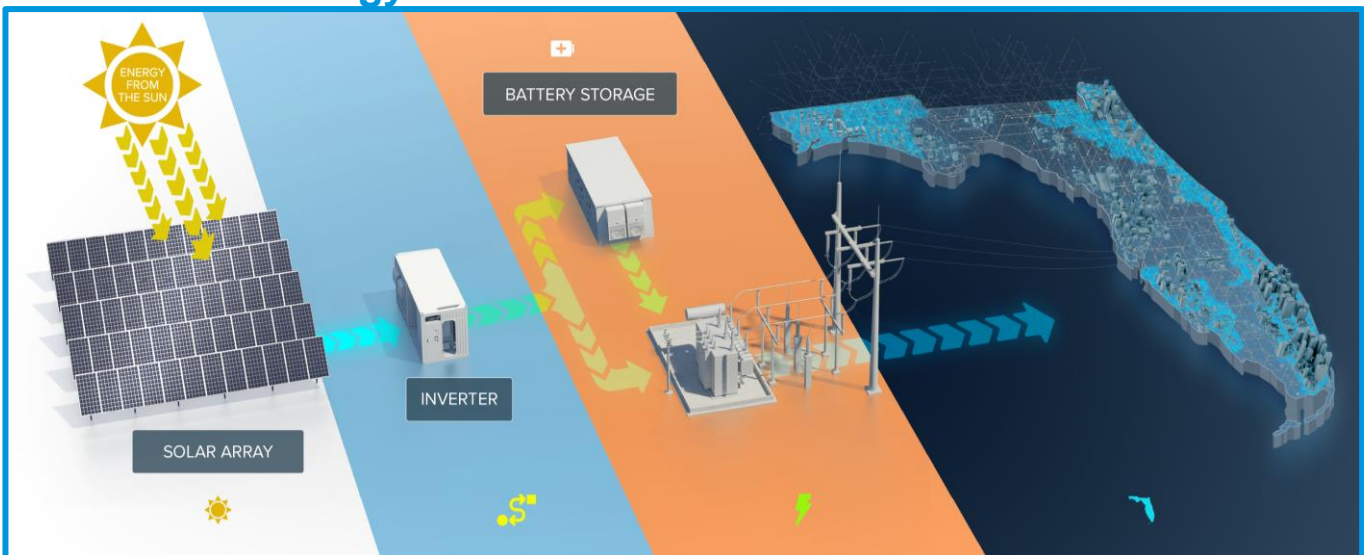 ENERGY
FROM
THE SUN
BATTERY STORAGE
INVERTER
SOLAR ARRAY